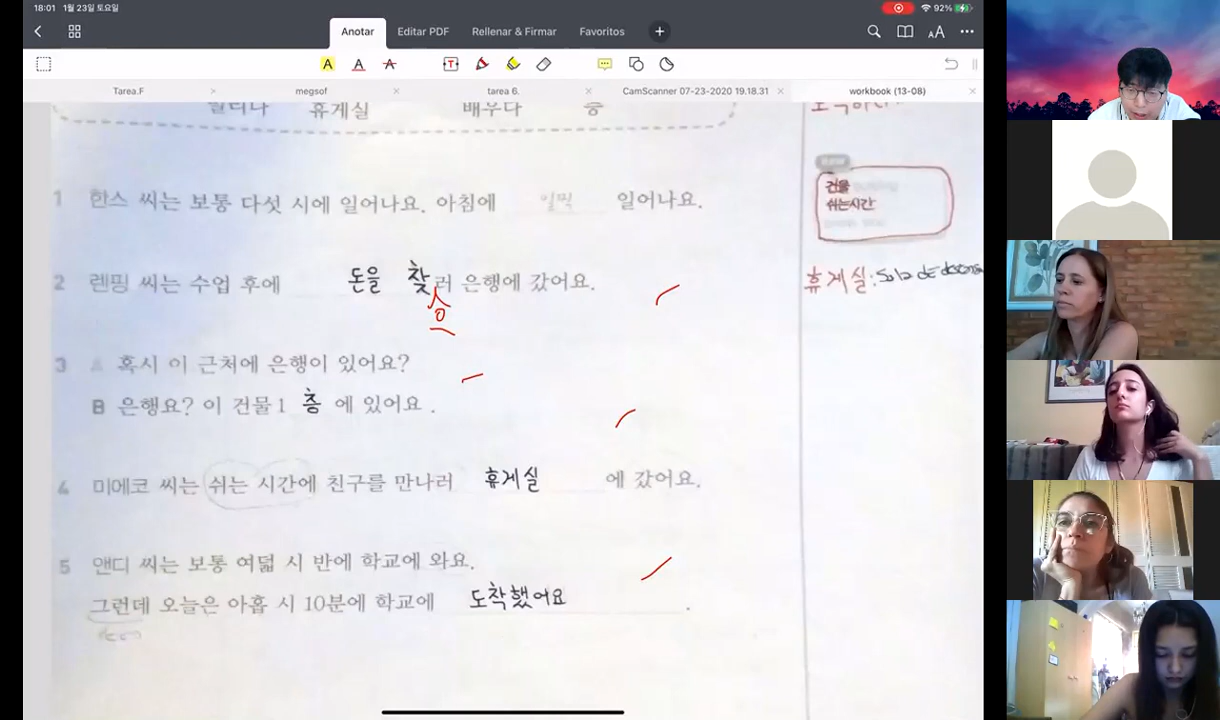 18:01 1월 23일 토요일
92%
Anotar Editar PDF Rellenar & Firmar Favoritos
Tarea.F megsof tarea 6. CamScanner 07-23-2020 19.18.31 workbook (13-08)
휴게실 배우다 층
1 한스 씨는 보통 다섯 시에 일어나요. 아침에 일찍 일어나요.
건물
쉬는시간
2 렌핑 씨는 수업 후에 돈을 찾러 은행에 갔어요.
으
휴게실:
3 A 혹시 이 근처에 은행이 있어요?
B 은행요? 이 건물 1 층 에 있어요.
4 미에코 씨는 쉬는 시간에 친구를 만나러 휴게실 에 갔어요.
5 앤디 씨는 보통 여덟 시 반에 학교에 와요.
그런데 오늘은 아홉 시 10분에 학교에 도착했어요.